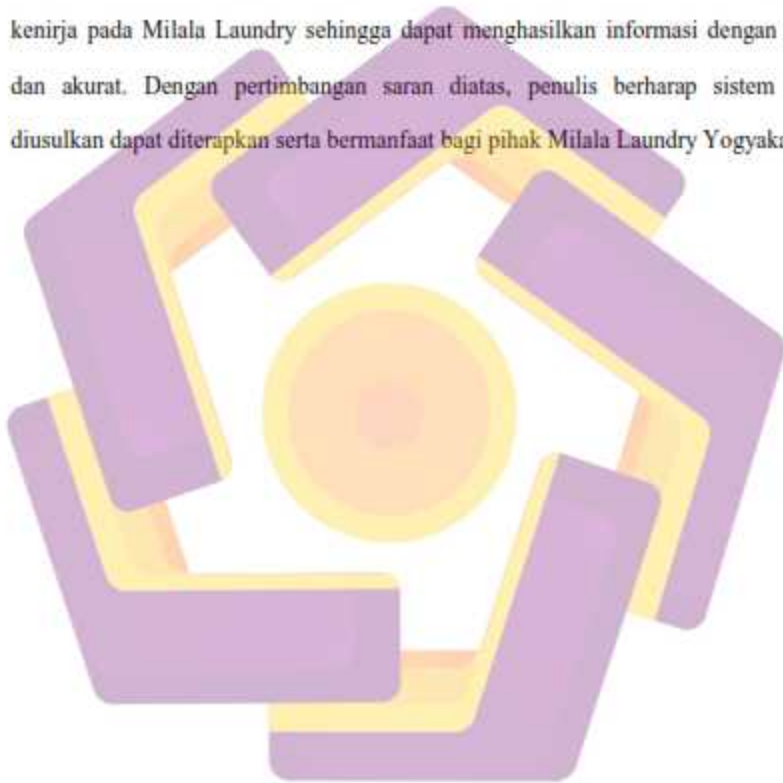 kenirja pada Milala Laundry sehingga dapat menghasilkan informasi dengan
dan akurat. Dengan pertimbangan saran diatas, penulis berharap sistem
diusulkan dapat diterapkan serta bermanfaat bagi pihak Milala Laundry Yogyaka